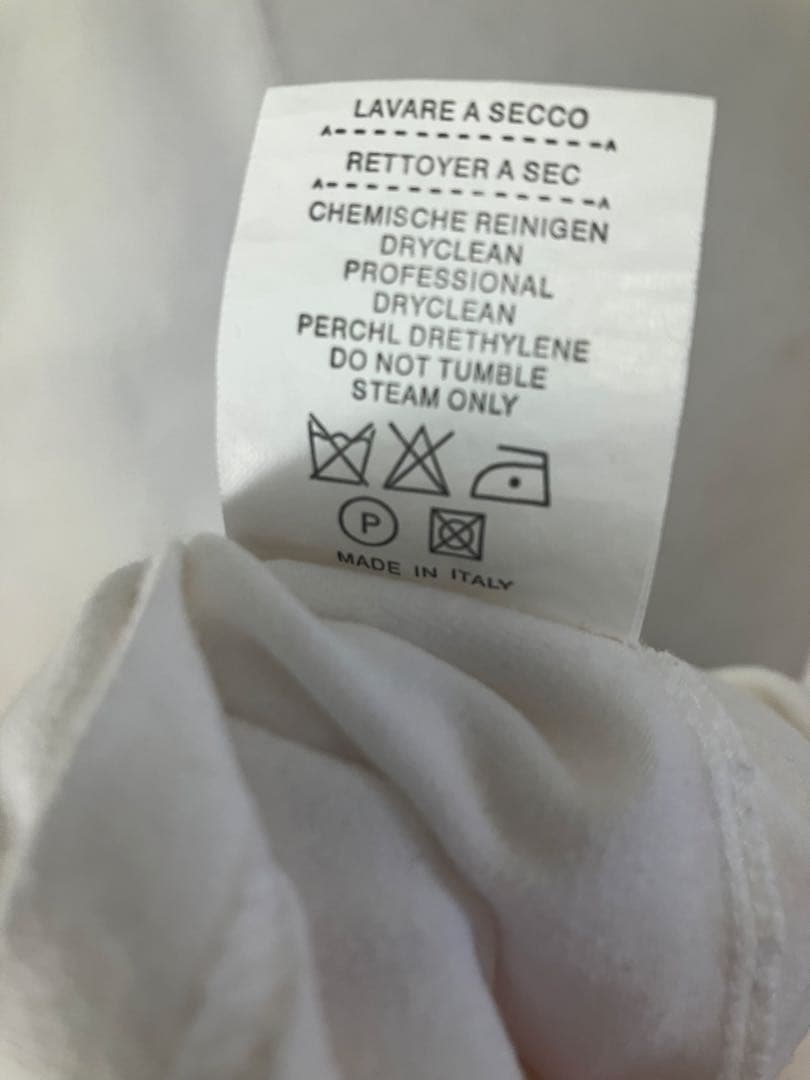 LAVARE A SECCO
A--------------A
RETTOYER A SEC
A--------------A
CHEMISCHE REINIGEN
DRYCLEAN
PROFESSIONAL
DRYCLEAN
PERCHL DRETHYLENE
DO NOT TUMBLE
STEAM ONLY
P
MADE IN ITALY